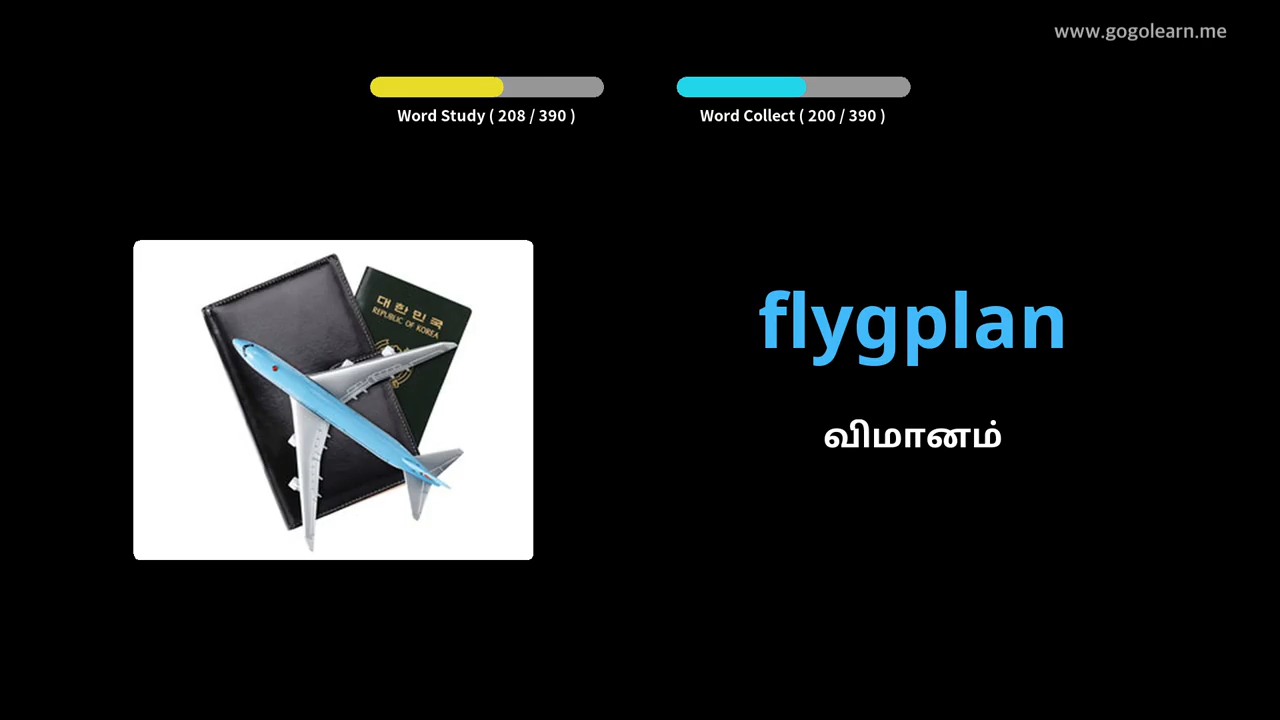 www.gogolearn.me
Word Study ( 208 / 390 )
Word Collect ( 200 / 390 )
대한민국
REPUBLIC OF KOREA
flygplan
விமானம்